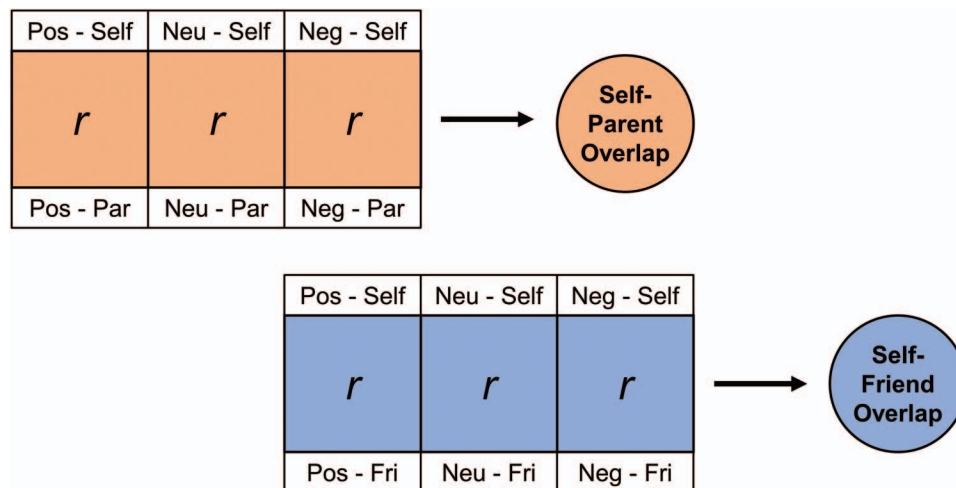 Pos - Self Neu - Self Neg - Self
r r r
Pos - Par Neu - Par Neg - Par
Self-
Parent
Overlap
Pos - Self Neu - Self Neg - Self
r r r
Pos - Fri Neu - Fri Neg - Fri
Self-
Friend
Overlap